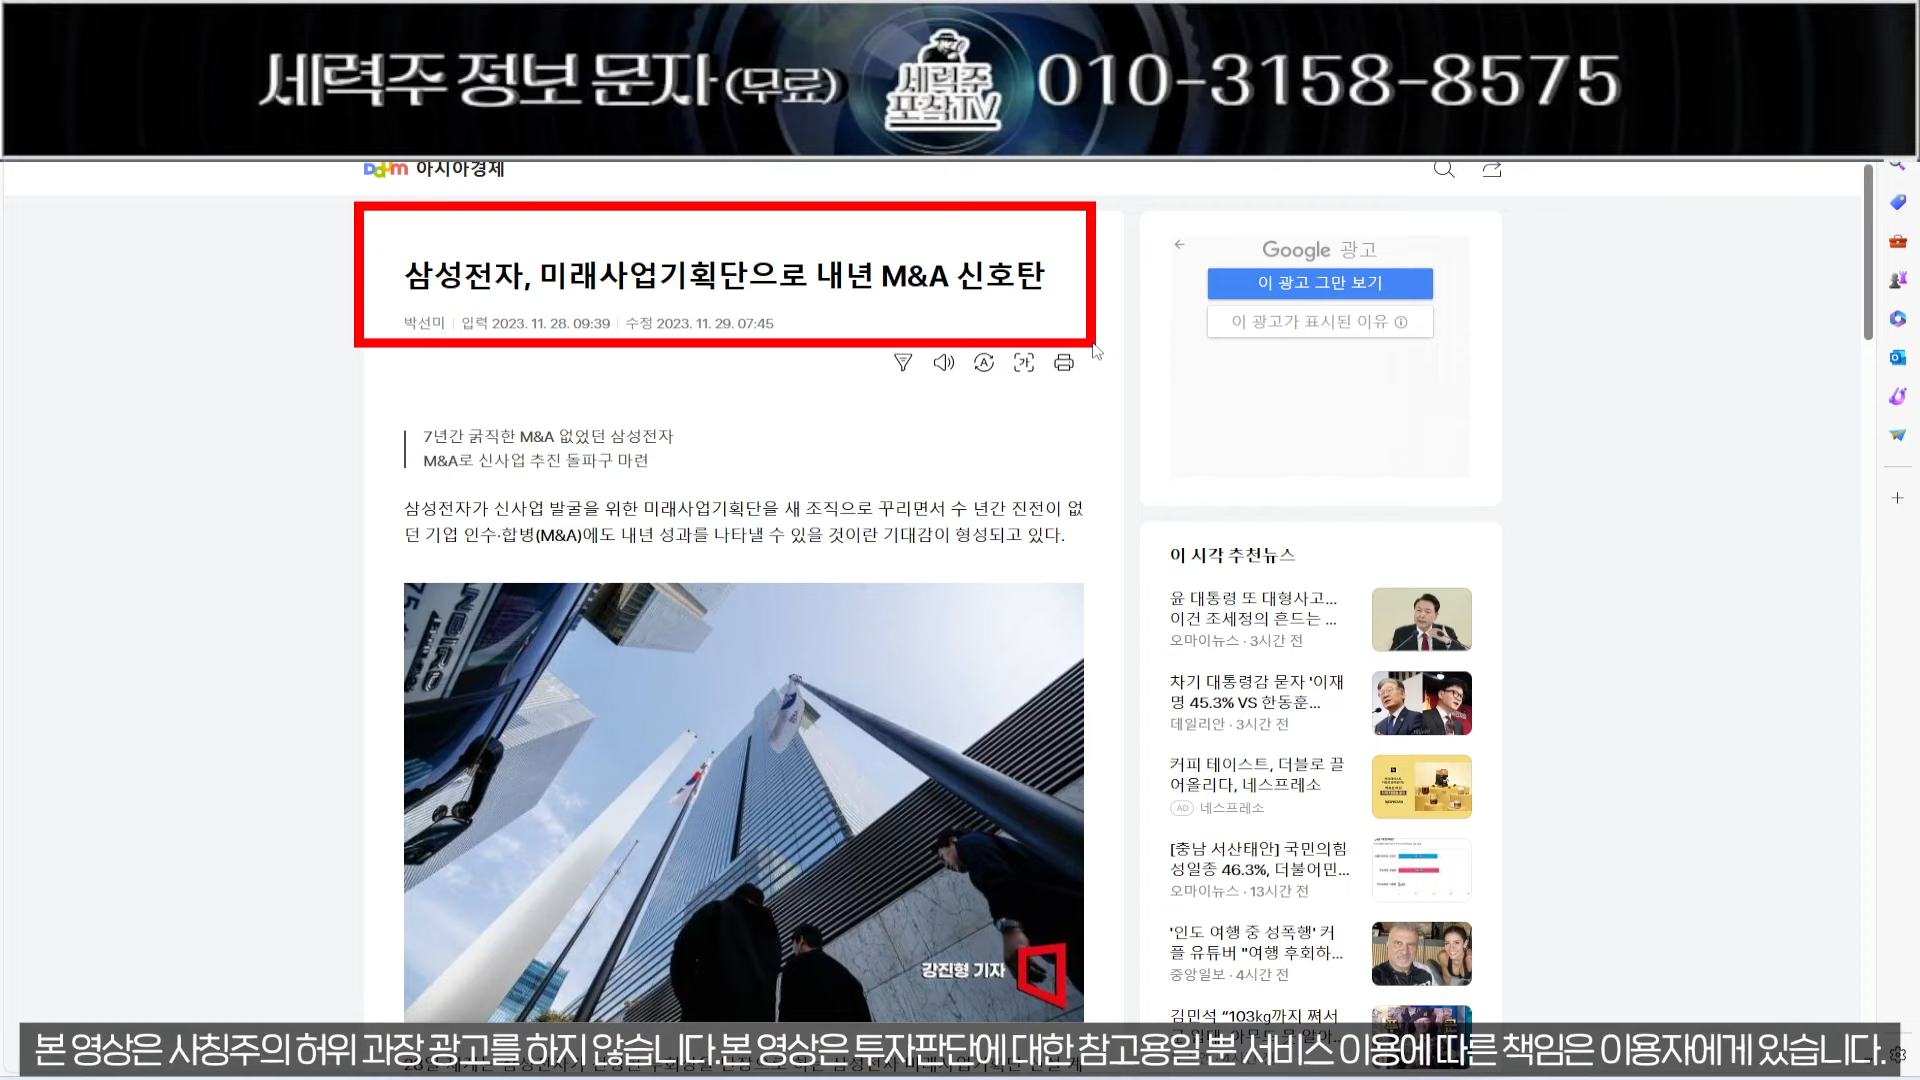 세력주 정보 문자 (무료)
세력주
포착TV
010-3158-8575
Daum 아시아경제
삼성전자, 미래사업기획단으로 내년 M&A 신호탄
박선미 | 입력 2023. 11. 28. 09:39 | 수정 2023. 11. 29. 07:45
7년간 굵직한 M&A 없었던 삼성전자
M&A로 신사업 추진 돌파구 마련
삼성전자가 신사업 발굴을 위한 미래사업기획단을 새 조직으로 꾸리면서 수 년간 진전이 없
던 기업 인수·합병(M&A)에도 내년 성과를 나타낼 수 있을 것이란 기대감이 형성되고 있다.
강진형 기자
Google 광고
이 광고 그만 보기
이 광고가 표시된 이유
이 시각 추천뉴스
윤 대통령 또 대형사고...
이건 조세정의 흔드는 ...
오마이뉴스 · 3시간 전
차기 대통령감 묻자 '이재
명 45.3% VS 한동훈...
데일리안 · 3시간 전
커피 테이스트, 더블로 끌
어올리다, 네스프레소
AD 네스프레소
[충남 서산태안] 국민의힘
성일종 46.3%, 더불어민...
오마이뉴스 · 13시간 전
'인도 여행 중 성폭행' 커
플 유튜버 "여행 후회하...
중앙일보 · 4시간 전
김민석 “103kg까지 쪄서
본 영상은 사칭주의 허위 과장 광고를 하지 않습니다.본 영상은 투자판단에 대한 참고용일 뿐 서비스 이용에 따른 책임은 이용자에게 있습니다.